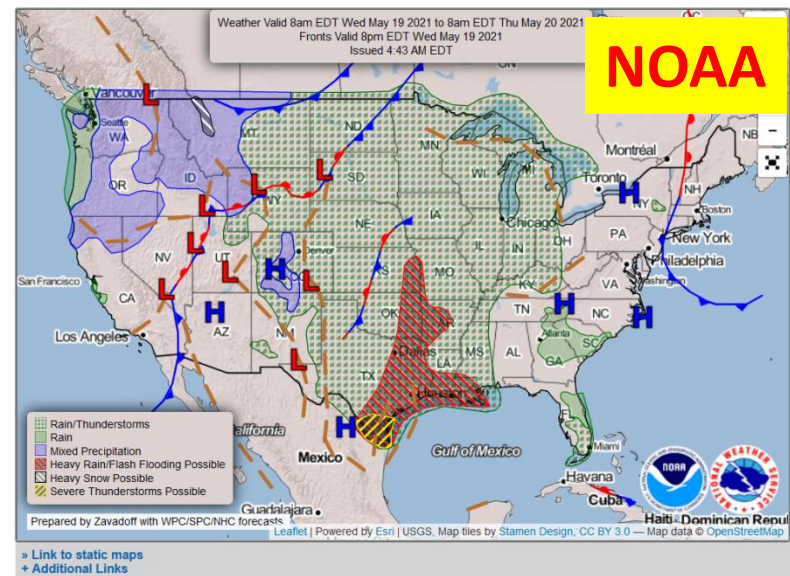 Weather Valid 8am EDT Wed May 19 2021 to 8am EDT Thu May 20 2021
Fronts Valid 8pm EDT Wed May 19 2021
Issued 4:43 AM EDT
NOAA
−
Vancouver
Seattle
WA
MT
ND
MN
Montréal
NB
OR
ID
WY
SD
WI
MI
Toronto
NY
NH
Boston
NV
UT
NE
IA
Chicago
IL
IN
OH
PA
New York
Philadelphia
Washington
San Francisco
CA
Denver
CO
MO
KY
VA
Los Angeles
AZ
NM
OK
AR
TN
NC
Atlanta
SC
Dallas
TX
LA
MS
AL
GA
Houston
FL
Miami
L
L
L
L
L
L
L
L
L
H
H
H
H
H
H
California
Mexico
Gulf of Mexico
Havana
Cuba
Haiti
Dominican Repu
Guadalajara
Rain/Thunderstorms
Rain
Mixed Precipitation
Heavy Rain/Flash Flooding Possible
Heavy Snow Possible
Severe Thunderstorms Possible
NOAA
NATIONAL WEATHER SERVICE
Prepared by Zavadoff with WPC/SPC/NHC forecasts
Leaflet | Powered by Esri | USGS, Map tiles by Stamen Design, CC BY 3.0 — Map data © OpenStreetMap
» Link to static maps
+ Additional Links